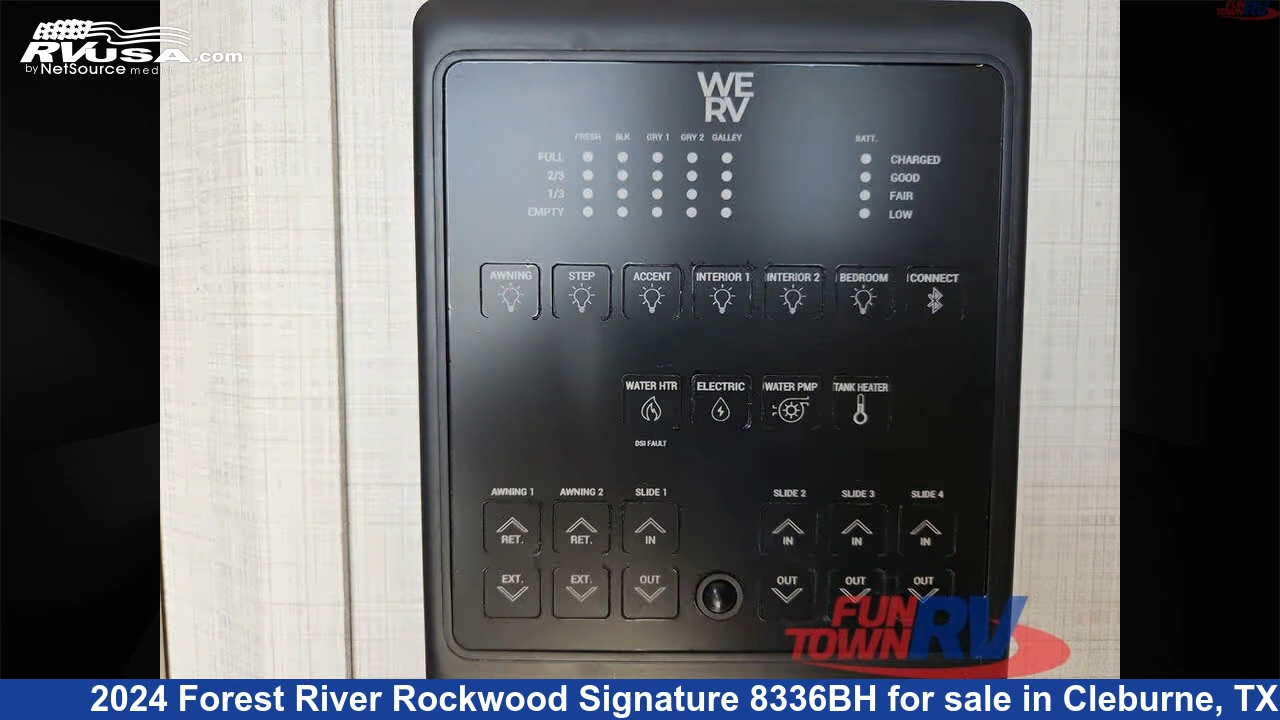 RVUSA.com
by NetSource media
FUN TOWN RV
WE
RV
FRESH BLK GRY 1 GRY 2 GALLEY BATT.
FULL CHARGED
2/3 GOOD
1/3 FAIR
EMPTY LOW
AWNING STEP ACCENT INTERIOR 1 INTERIOR 2 BEDROOM CONNECT
WATER HTR ELECTRIC WATER PMP TANK HEATER
DSI FAULT
AWNING 1 AWNING 2 SLIDE 1 SLIDE 2 SLIDE 3 SLIDE 4
RET. RET. IN IN IN IN
EXT. EXT. OUT OUT OUT OUT
FUN
TOWN RV
2024 Forest River Rockwood Signature 8336BH for sale in Cleburne, TX